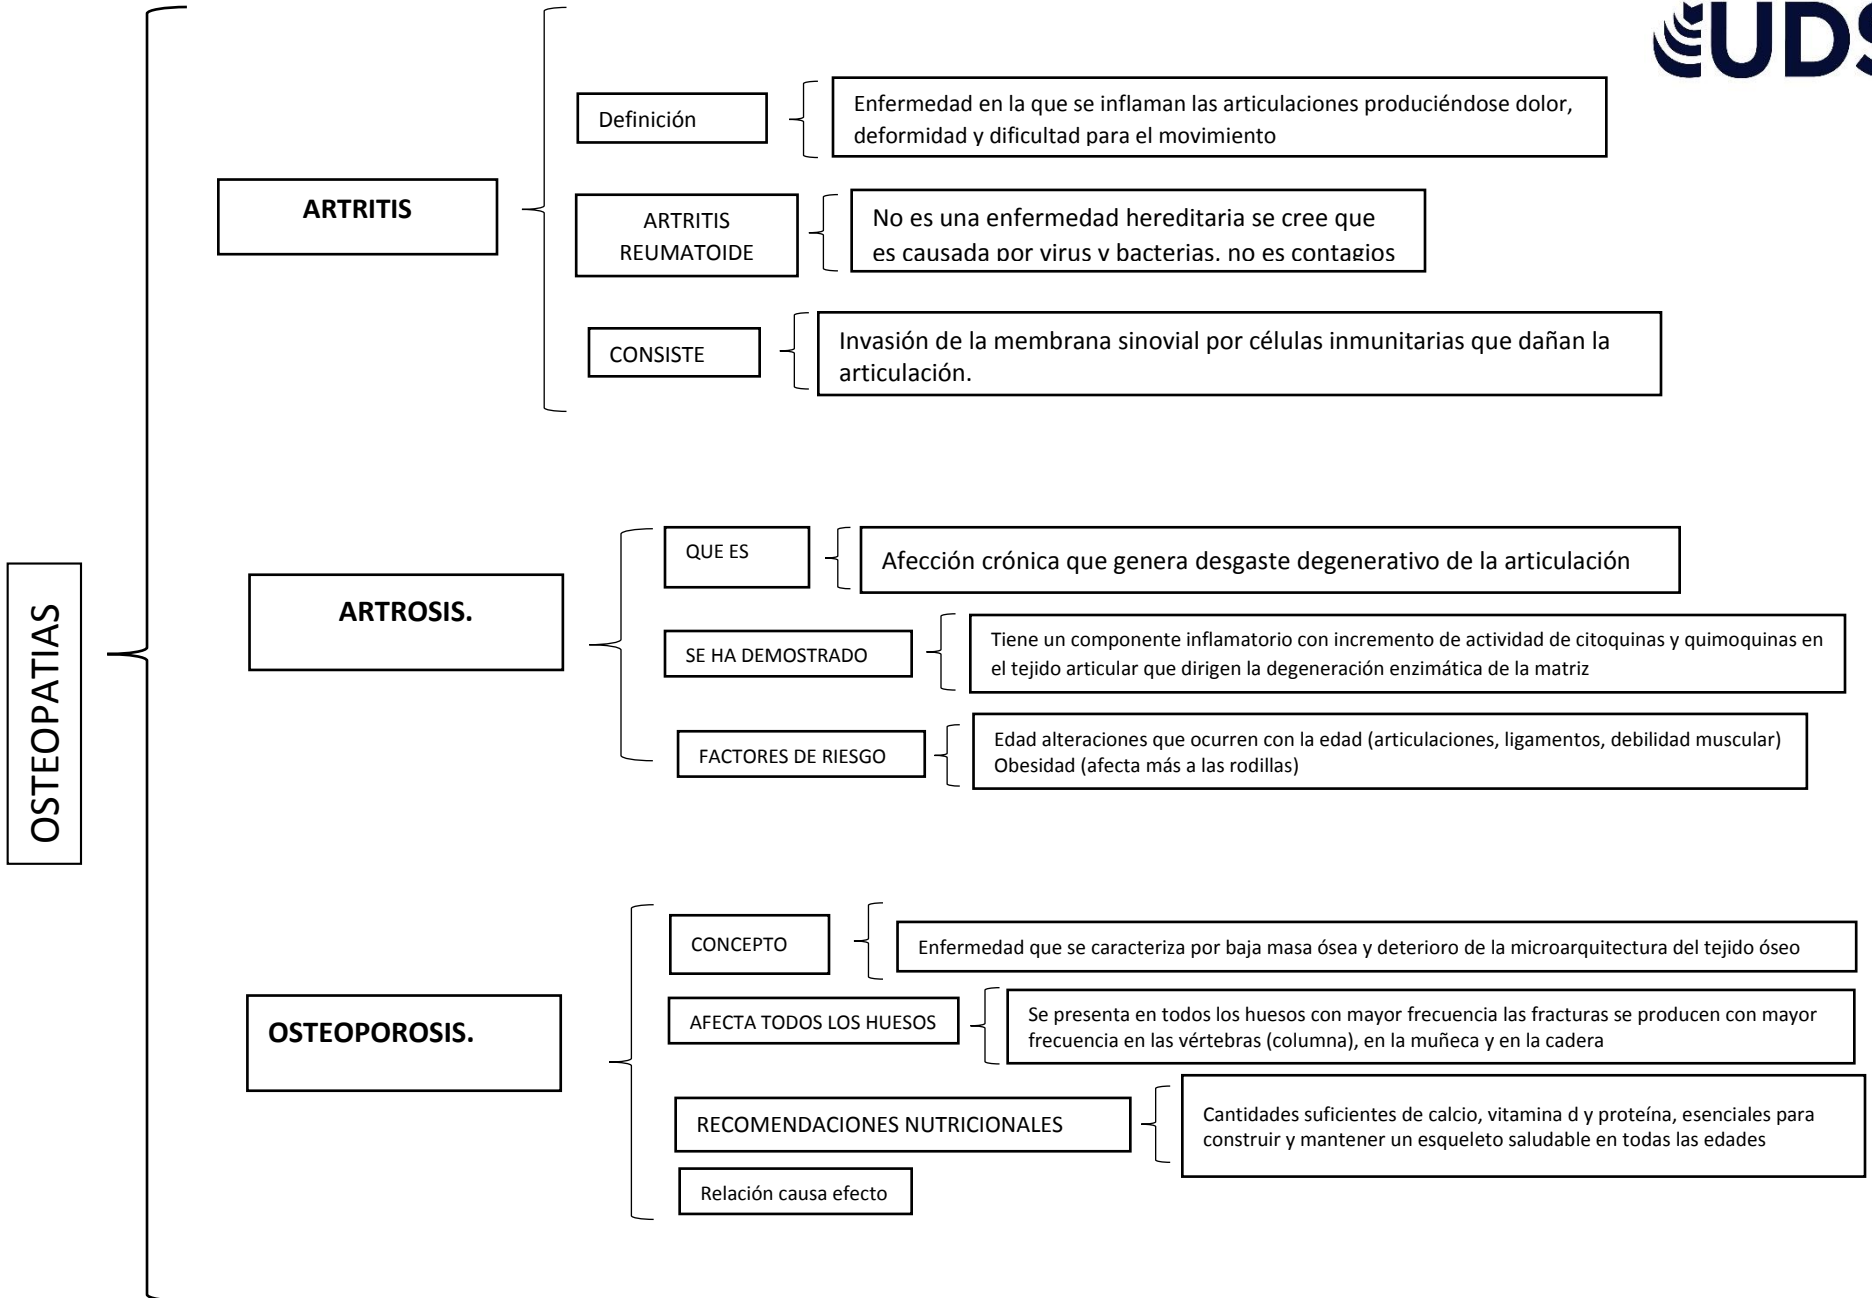 UDS
OSTEOPATIAS
ARTRITIS
Definición
Enfermedad en la que se inflaman las articulaciones produciéndose dolor,
deformidad y dificultad para el movimiento
ARTRITIS
REUMATOIDE
No es una enfermedad hereditaria se cree que
es causada por virus y bacterias. no es contagios
CONSISTE
Invasión de la membrana sinovial por células inmunitarias que dañan la
articulación.
ARTROSIS.
QUE ES
Afección crónica que genera desgaste degenerativo de la articulación
SE HA DEMOSTRADO
Tiene un componente inflamatorio con incremento de actividad de citoquinas y quimoquinas en
el tejido articular que dirigen la degeneración enzimática de la matriz
FACTORES DE RIESGO
Edad alteraciones que ocurren con la edad (articulaciones, ligamentos, debilidad muscular)
Obesidad (afecta más a las rodillas)
OSTEOPOROSIS.
CONCEPTO
Enfermedad que se caracteriza por baja masa ósea y deterioro de la microarquitectura del tejido óseo
AFECTA TODOS LOS HUESOS
Se presenta en todos los huesos con mayor frecuencia las fracturas se producen con mayor
frecuencia en las vértebras (columna), en la muñeca y en la cadera
RECOMENDACIONES NUTRICIONALES
Cantidades suficientes de calcio, vitamina d y proteína, esenciales para
construir y mantener un esqueleto saludable en todas las edades
Relación causa efecto